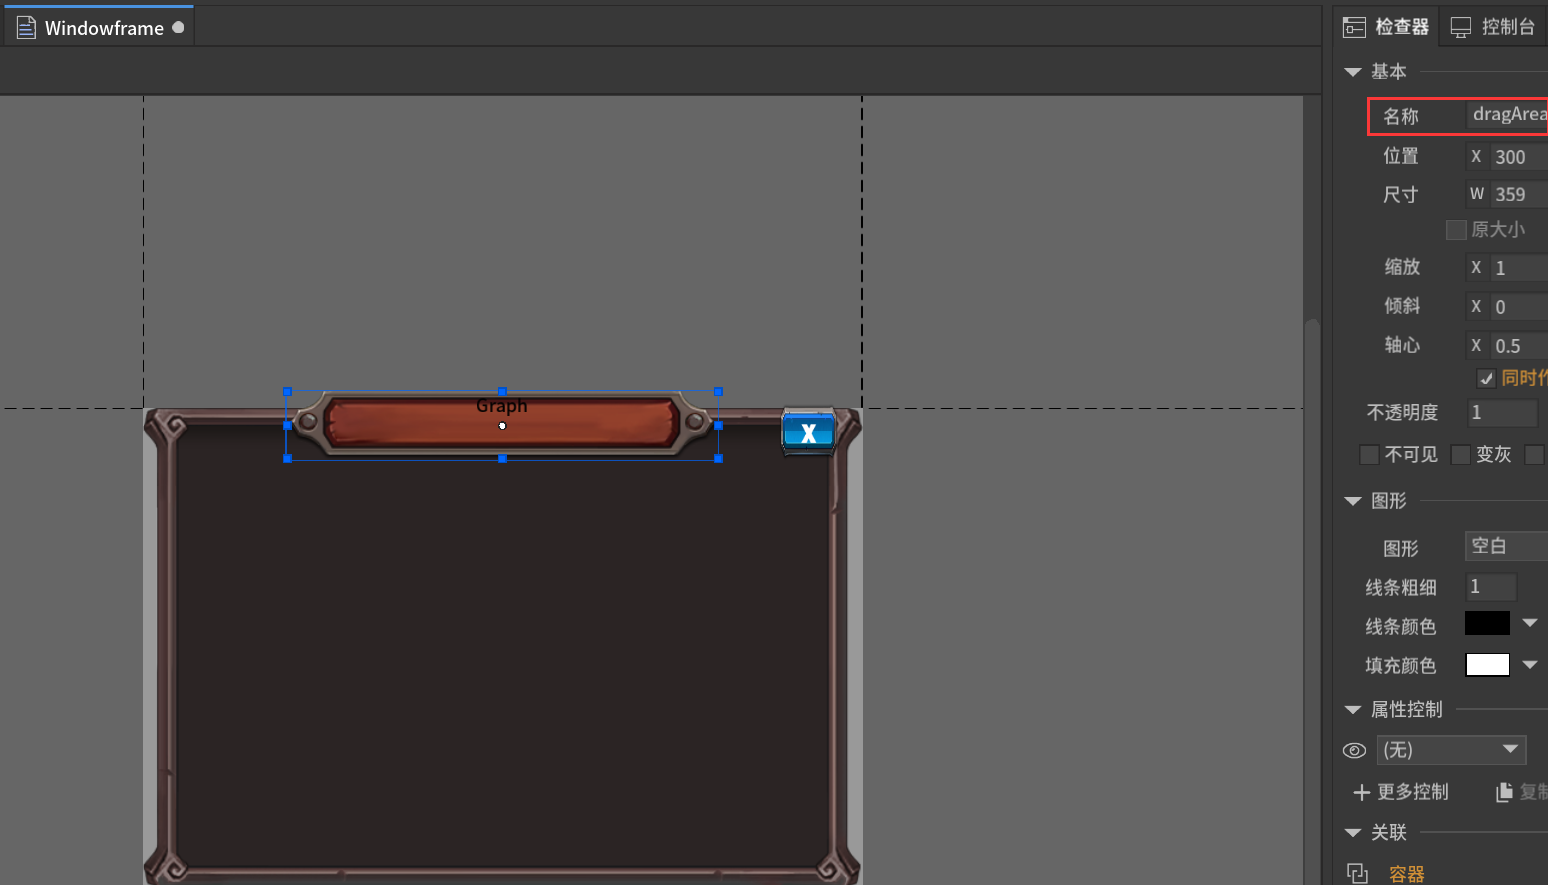 Windowframe
检查器 控制台
基本
名称 dragArea
位置 X 300
尺寸 W 359
原大小
缩放 X 1
倾斜 X 0
轴心 X 0.5
同时作
不透明度 1
不可见 变灰
图形
图形 空白
线条粗细 1
线条颜色
填充颜色
属性控制
(无)
更多控制 复制
关联
容器
Graph
X